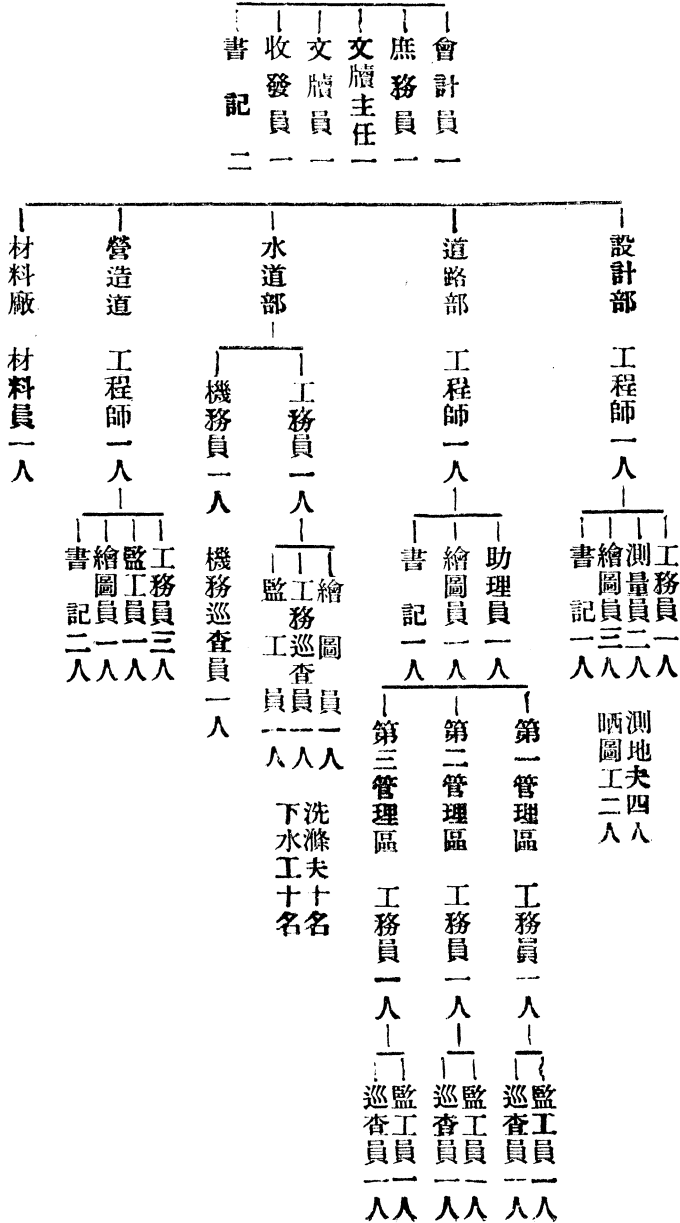 會計員一
庶務員一
文牘主任一
文牘員一
收發員一
書記二
設計部 工程師一人
工務員一人
測量員二人 測地夫四人
繪圖員三人 晒圖工二人
書記一人
道路部 工程師一人
助理員一人
繪圖員一人
書記一人
第一管理區 工務員一人
監工員一人
巡查員一人
第二管理區 工務員一人
監工員一人
巡查員一人
第三管理區 工務員一人
監工員一人
巡查員一人
水道部
工務員一人
繪圖員一人
工務巡查員一人 洗滌夫十名
監工員一人 下水工十名
機務員一人 機務巡查員一人
營造道 工程師一人
工務員三人
監工員一人
繪圖員一人
書記二人
材料廠 材料員一人